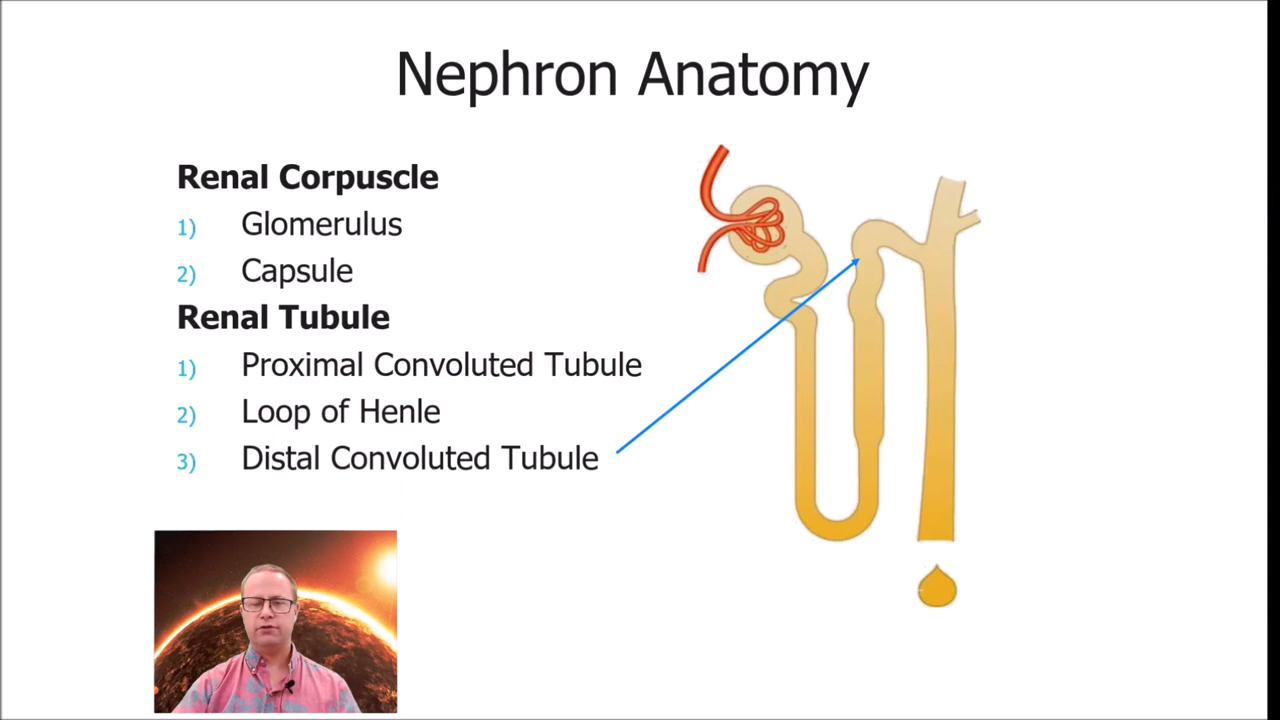 Nephron Anatomy
Renal Corpuscle
1) Glomerulus
2) Capsule
Renal Tubule
1) Proximal Convoluted Tubule
2) Loop of Henle
3) Distal Convoluted Tubule